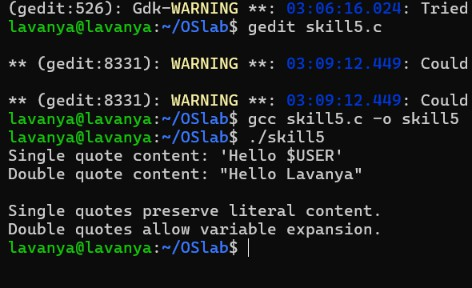 (gedit:526): Gdk-WARNING **: 03:06:16.024: Tried
lavanya@lavanya:~/OSlab$ gedit skill5.c
** (gedit:8331): WARNING **: 03:09:12.449: Could
** (gedit:8331): WARNING **: 03:09:12.449: Could
lavanya@lavanya:~/OSlab$ gcc skill5.c -o skill5
lavanya@lavanya:~/OSlab$ ./skill5
Single quote content: 'Hello $USER'
Double quote content: "Hello Lavanya"
Single quotes preserve literal content.
Double quotes allow variable expansion.
lavanya@lavanya:~/OSlab$